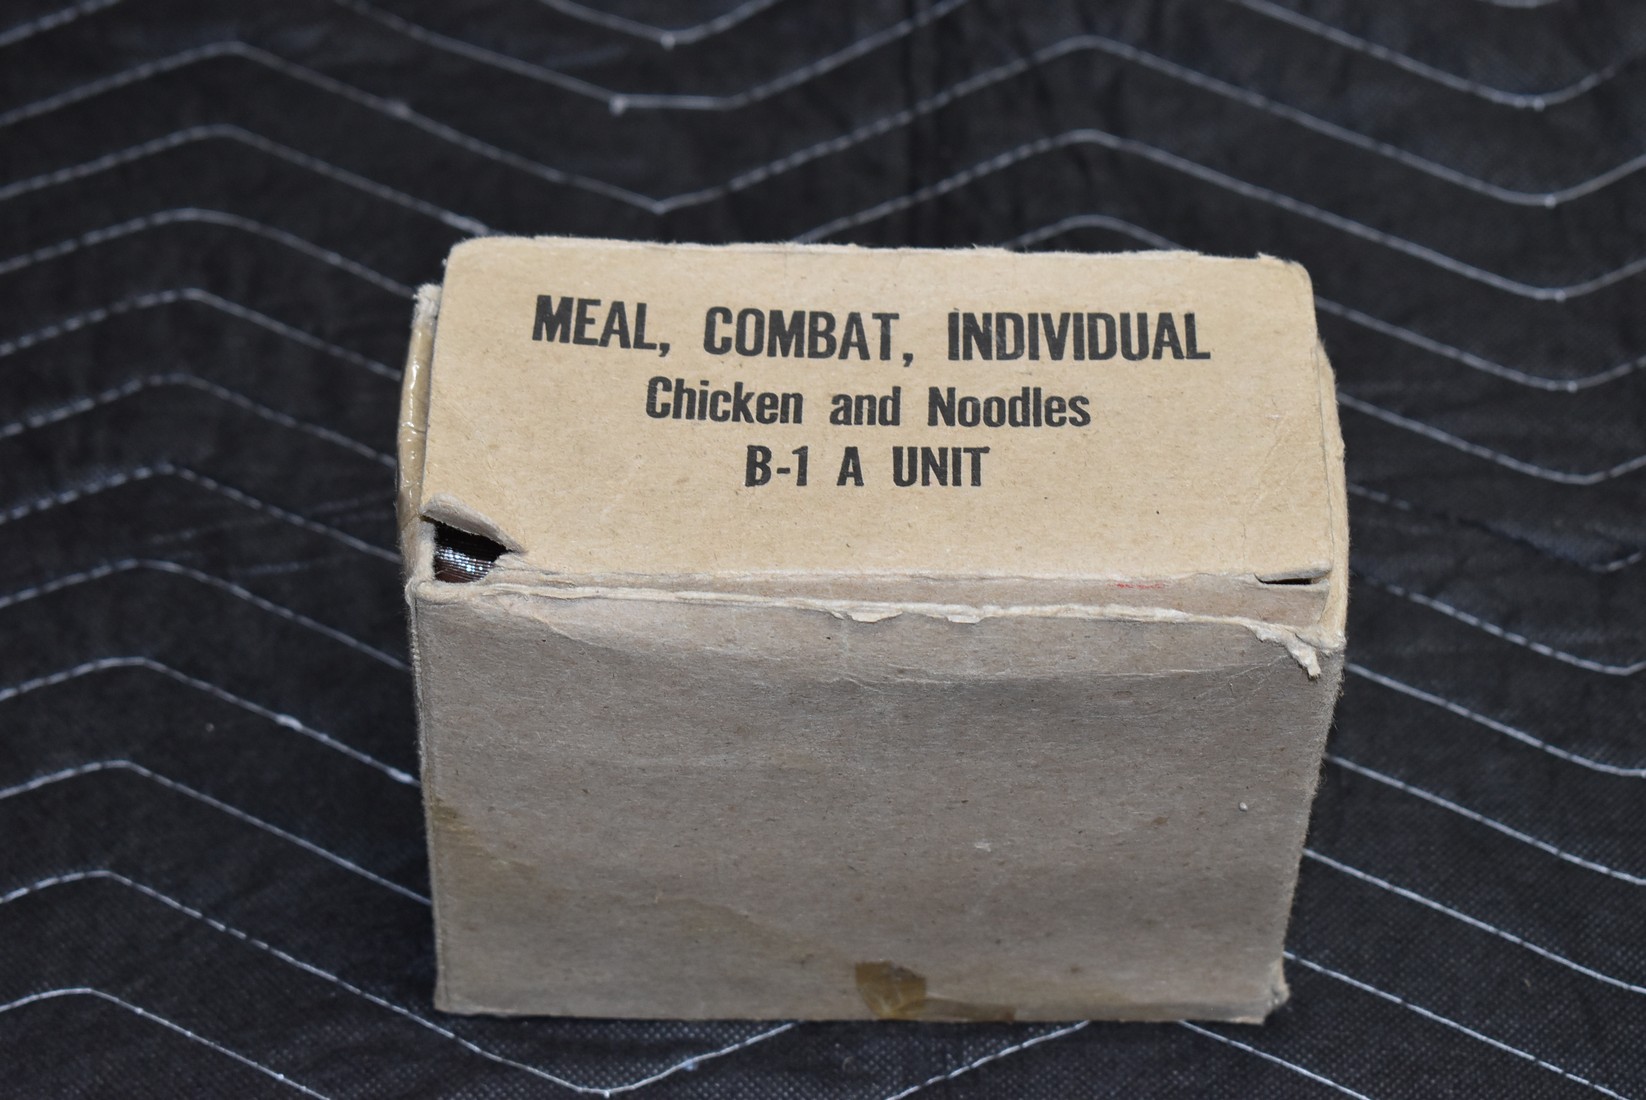 MEAL, COMBAT, INDIVIDUAL
Chicken and Noodles
B-1 A UNIT